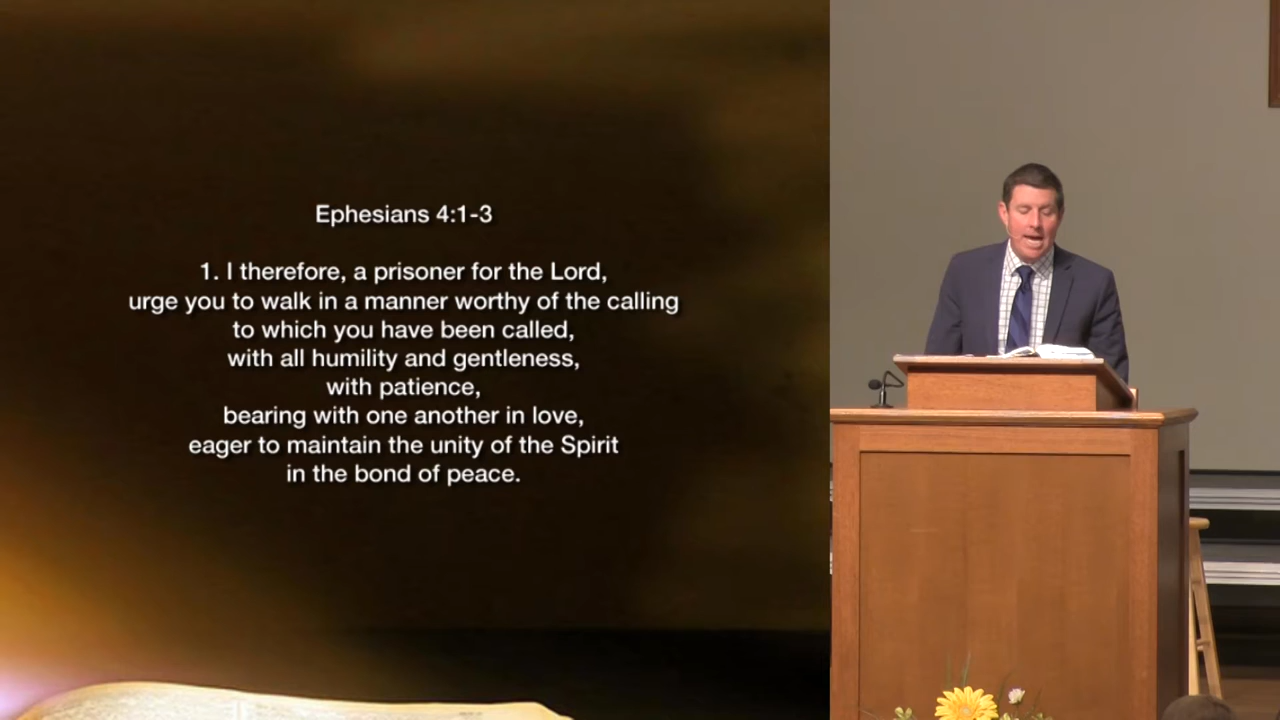 Ephesians 4:1-3
1. I therefore, a prisoner for the Lord,
urge you to walk in a manner worthy of the calling
to which you have been called,
with all humility and gentleness,
with patience,
bearing with one another in love,
eager to maintain the unity of the Spirit
in the bond of peace.